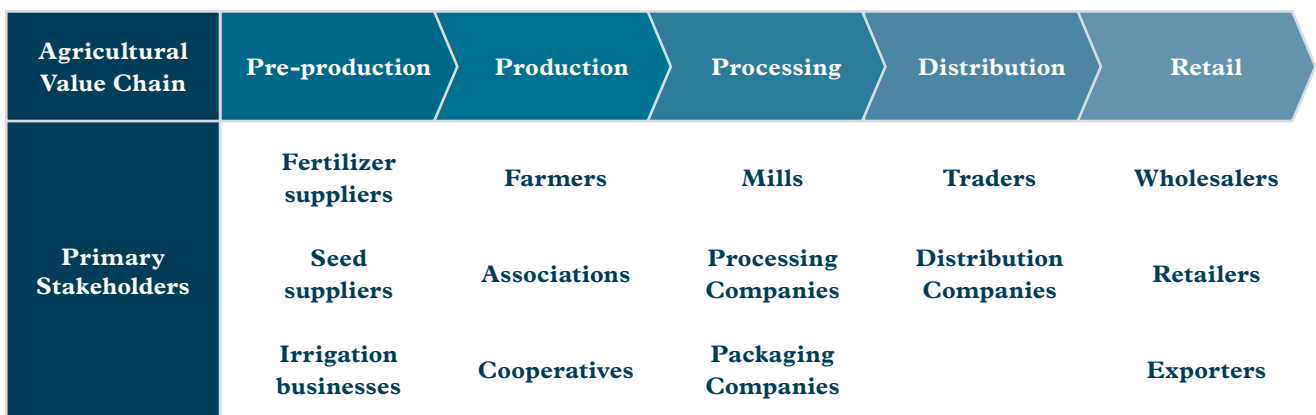 Agricultural
Value Chain
Pre-production
Production
Processing
Distribution
Retail
Primary
Stakeholders
Fertilizer
suppliers
Farmers
Mills
Traders
Wholesalers
Seed
suppliers
Associations
Processing
Companies
Distribution
Companies
Retailers
Irrigation
businesses
Cooperatives
Packaging
Companies
Exporters